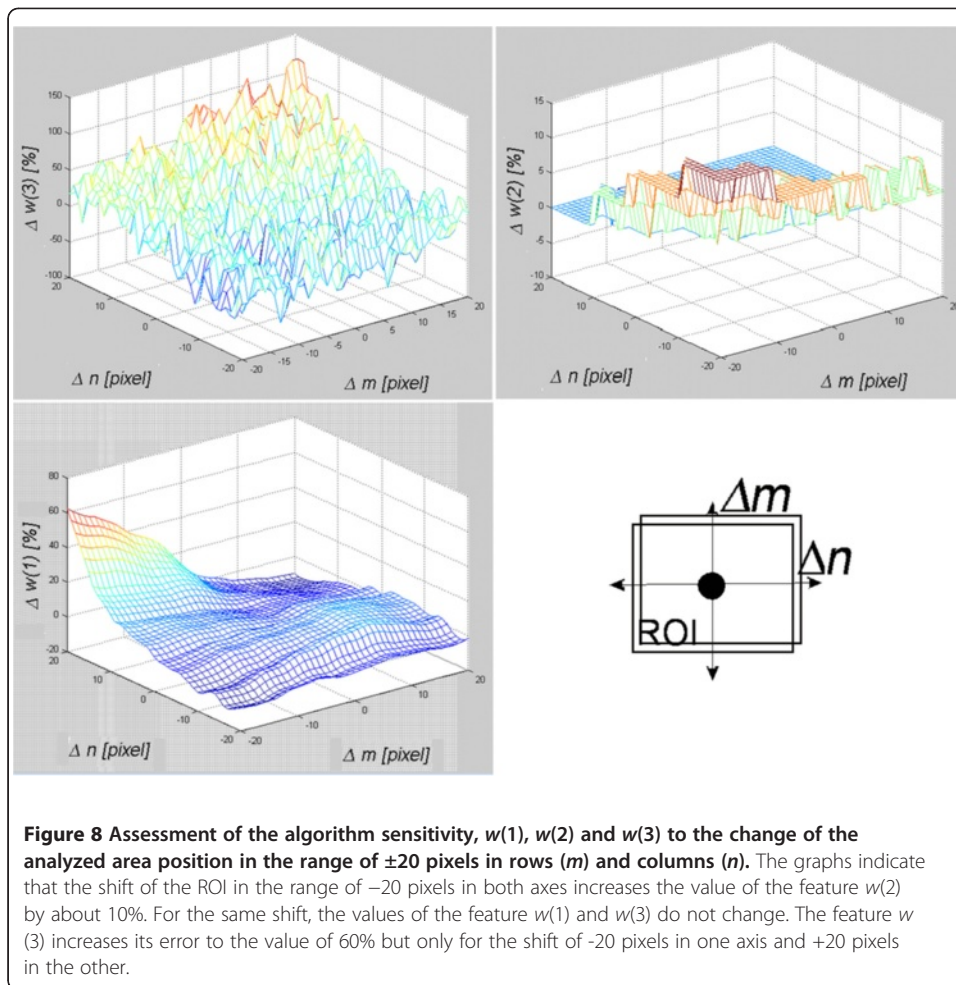 150
100
50
0
-50
-100
Δ w(3) [%]
20
10
0
-10
-20
Δ n [pixel]
-20
-15
-10
-5
0
5
10
15
20
Δ m [pixel]
15
10
5
0
-5
-10
Δ w(2) [%]
20
10
0
-10
-20
Δ n [pixel]
-20
-10
0
10
20
Δ m [pixel]
80
60
40
20
0
-20
Δ w(1) [%]
20
10
0
-10
-20
Δ n [pixel]
-20
-10
0
10
20
Δ m [pixel]
Δm
Δn
ROI
Figure 8 Assessment of the algorithm sensitivity, w(1), w(2) and w(3) to the change of the
analyzed area position in the range of ±20 pixels in rows (m) and columns (n). The graphs indicate
that the shift of the ROI in the range of −20 pixels in both axes increases the value of the feature w(2)
by about 10%. For the same shift, the values of the feature w(1) and w(3) do not change. The feature w
(3) increases its error to the value of 60% but only for the shift of -20 pixels in one axis and +20 pixels
in the other.